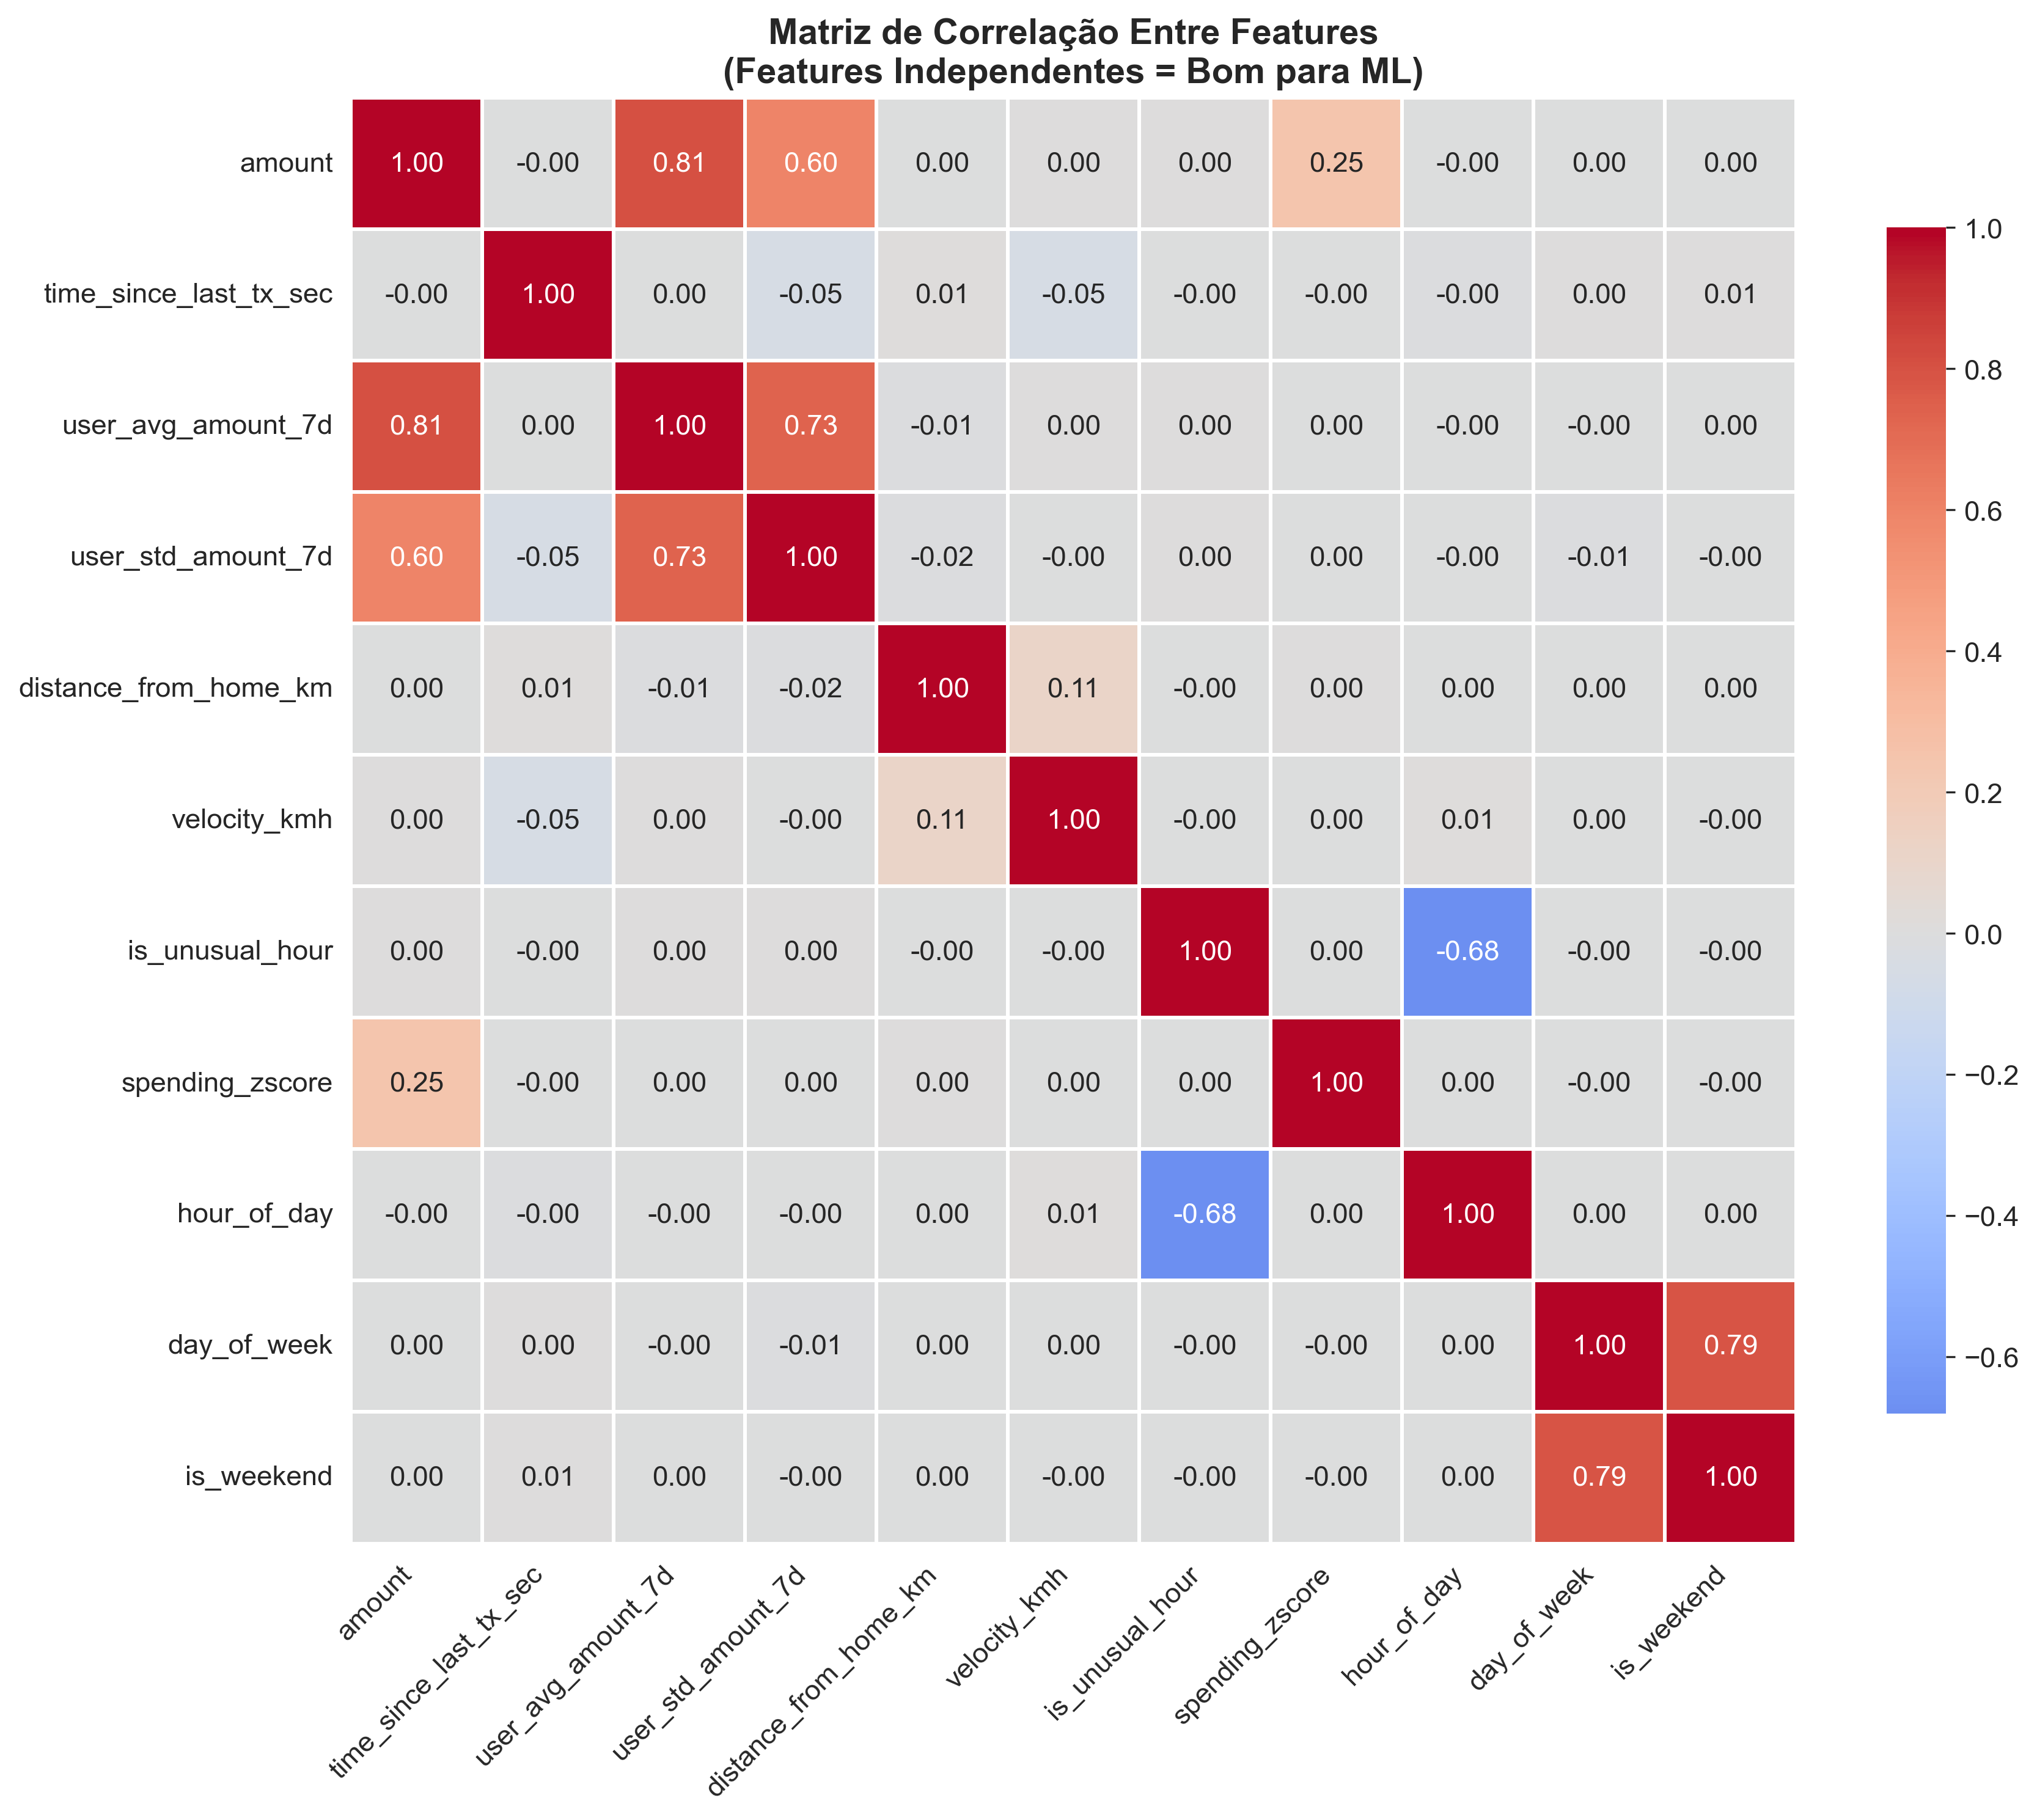 Matriz de Correlação Entre Features
(Features Independentes = Bom para ML)
amount 1.00 -0.00 0.81 0.60 0.00 0.00 0.00 0.25 -0.00 0.00 0.00
time_since_last_tx_sec -0.00 1.00 0.00 -0.05 0.01 -0.05 -0.00 -0.00 -0.00 0.00 0.01
user_avg_amount_7d 0.81 0.00 1.00 0.73 -0.01 0.00 0.00 0.00 -0.00 -0.00 0.00
user_std_amount_7d 0.60 -0.05 0.73 1.00 -0.02 -0.00 0.00 0.00 -0.00 -0.01 -0.00
distance_from_home_km 0.00 0.01 -0.01 -0.02 1.00 0.11 -0.00 0.00 0.00 0.00 0.00
velocity_kmh 0.00 -0.05 0.00 -0.00 0.11 1.00 -0.00 0.00 0.01 0.00 -0.00
is_unusual_hour 0.00 -0.00 0.00 0.00 -0.00 -0.00 1.00 0.00 -0.68 -0.00 -0.00
spending_zscore 0.25 -0.00 0.00 0.00 0.00 0.00 0.00 1.00 0.00 -0.00 -0.00
hour_of_day -0.00 -0.00 -0.00 -0.00 0.00 0.01 -0.68 0.00 1.00 0.00 0.00
day_of_week 0.00 0.00 -0.00 -0.01 0.00 0.00 -0.00 -0.00 0.00 1.00 0.79
is_weekend 0.00 0.01 0.00 -0.00 0.00 -0.00 -0.00 -0.00 0.00 0.79 1.00
amount
time_since_last_tx_sec
user_avg_amount_7d
user_std_amount_7d
distance_from_home_km
velocity_kmh
is_unusual_hour
spending_zscore
hour_of_day
day_of_week
is_weekend
1.0
0.8
0.6
0.4
0.2
0.0
−0.2
−0.4
−0.6